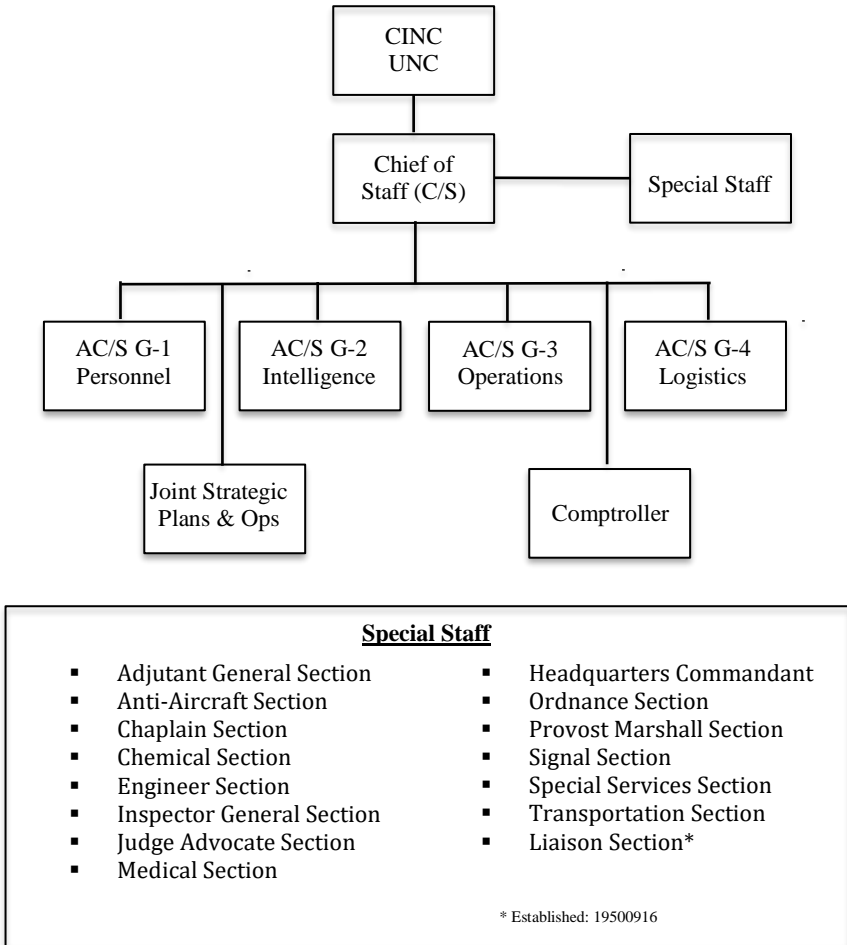 CINC
UNC
Chief of
Staff (C/S)
Special Staff
AC/S G-1
Personnel
AC/S G-2
Intelligence
AC/S G-3
Operations
AC/S G-4
Logistics
Joint Strategic
Plans & Ops
Comptroller
Special Staff
▪ Adjutant General Section
▪ Anti-Aircraft Section
▪ Chaplain Section
▪ Chemical Section
▪ Engineer Section
▪ Inspector General Section
▪ Judge Advocate Section
▪ Medical Section
▪ Headquarters Commandant
▪ Ordnance Section
▪ Provost Marshall Section
▪ Signal Section
▪ Special Services Section
▪ Transportation Section
▪ Liaison Section*
* Established: 19500916